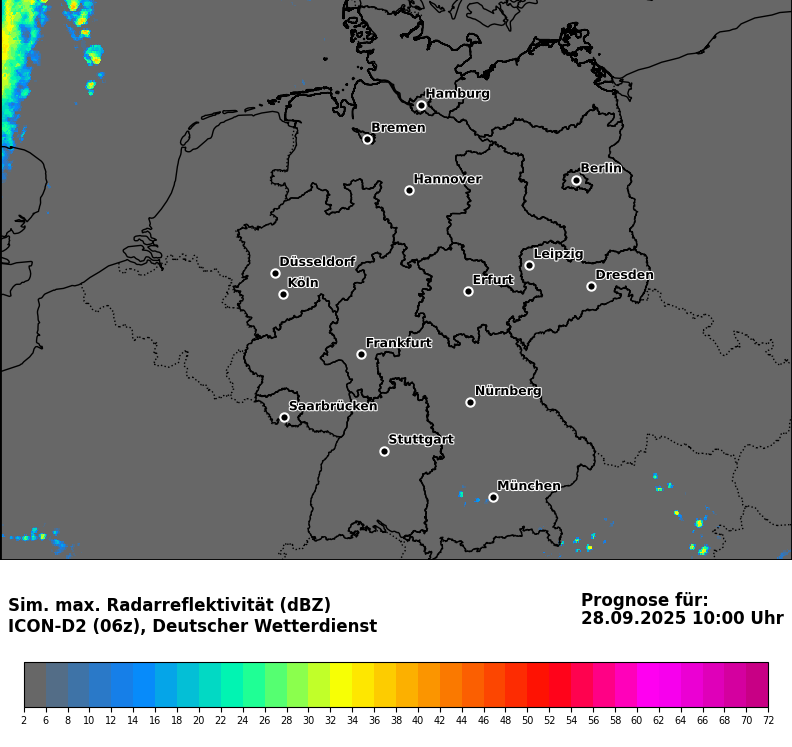 Hamburg
Bremen
Hannover
Berlin
Düsseldorf
Köln
Leipzig
Erfurt
Dresden
Frankfurt
Nürnberg
Saarbrücken
Stuttgart
München
Sim. max. Radarreflektivität (dBZ)
ICON-D2 (06z), Deutscher Wetterdienst
Prognose für:
28.09.2025 10:00 Uhr
2 6 8 10 12 14 16 18 20 22 24 26 28 30 32 34 36 38 40 42 44 46 48 50 52 54 56 58 60 62 64 66 68 70 72